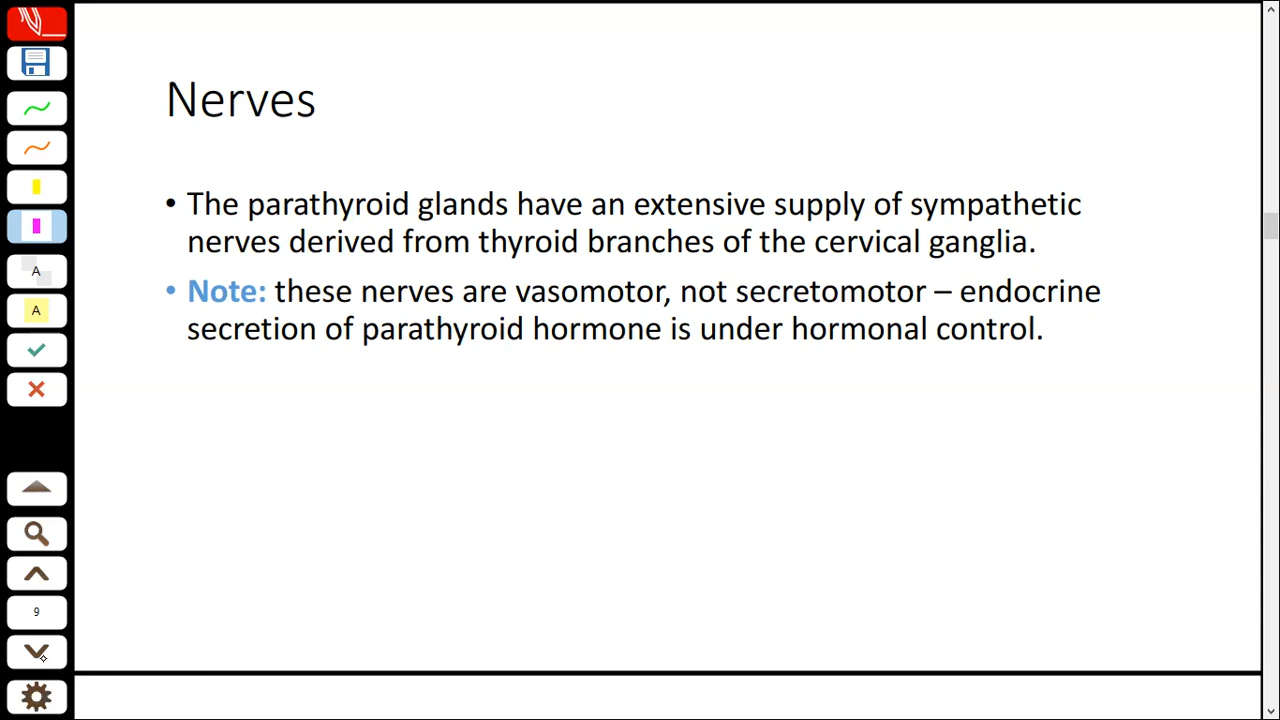 Nerves
• The parathyroid glands have an extensive supply of sympathetic
nerves derived from thyroid branches of the cervical ganglia.
• Note: these nerves are vasomotor, not secretomotor – endocrine
secretion of parathyroid hormone is under hormonal control.
A
A
9